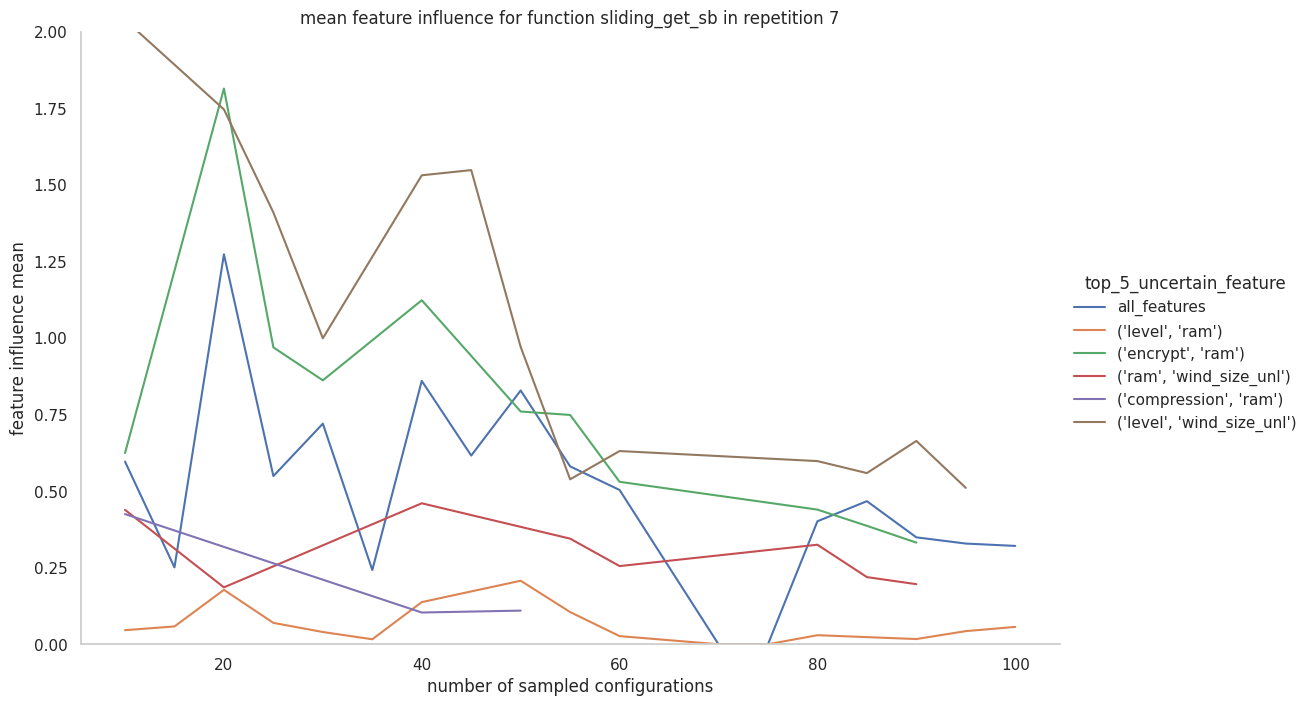 mean feature influence for function sliding_get_sb in repetition 7
2.00
1.75
1.50
1.25
1.00
0.75
0.50
0.25
0.00
feature influence mean
20
40
60
80
100
number of sampled configurations
top_5_uncertain_feature
all_features
('level', 'ram')
('encrypt', 'ram')
('ram', 'wind_size_unl')
('compression', 'ram')
('level', 'wind_size_unl')